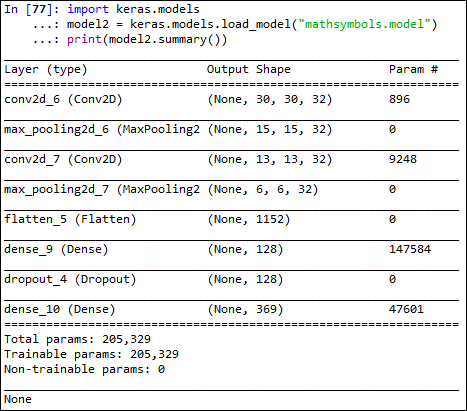 In [77]: import keras.models
...: model2 = keras.models.load_model("mathsymbols.model")
...: print(model2.summary())
Layer (type) Output Shape Param #
=================================================================
conv2d_6 (Conv2D) (None, 30, 30, 32) 896
max_pooling2d_6 (MaxPooling2 (None, 15, 15, 32) 0
conv2d_7 (Conv2D) (None, 13, 13, 32) 9248
max_pooling2d_7 (MaxPooling2 (None, 6, 6, 32) 0
flatten_5 (Flatten) (None, 1152) 0
dense_9 (Dense) (None, 128) 147584
dropout_4 (Dropout) (None, 128) 0
dense_10 (Dense) (None, 369) 47601
=================================================================
Total params: 205,329
Trainable params: 205,329
Non-trainable params: 0
None